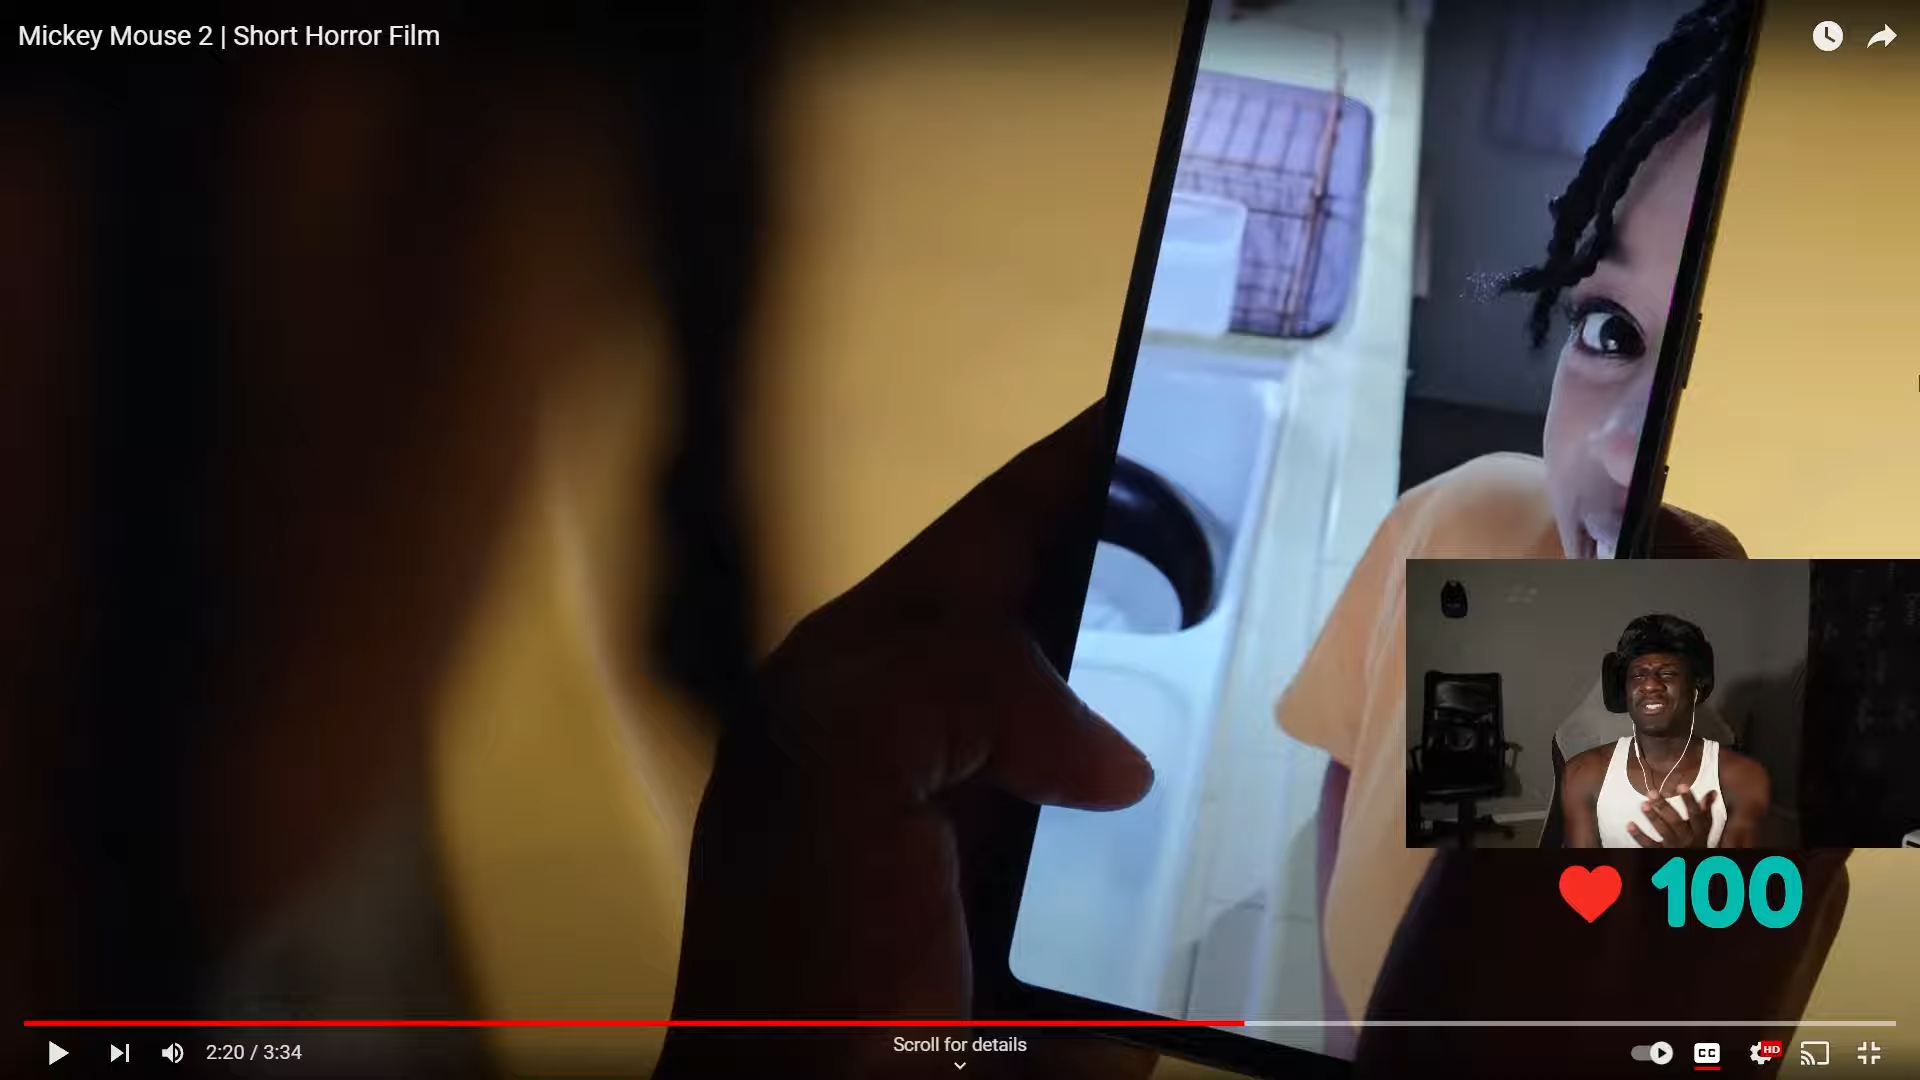 Mickey Mouse 2 | Short Horror Film
100
2:20 / 3:34
Scroll for details
CC
HD